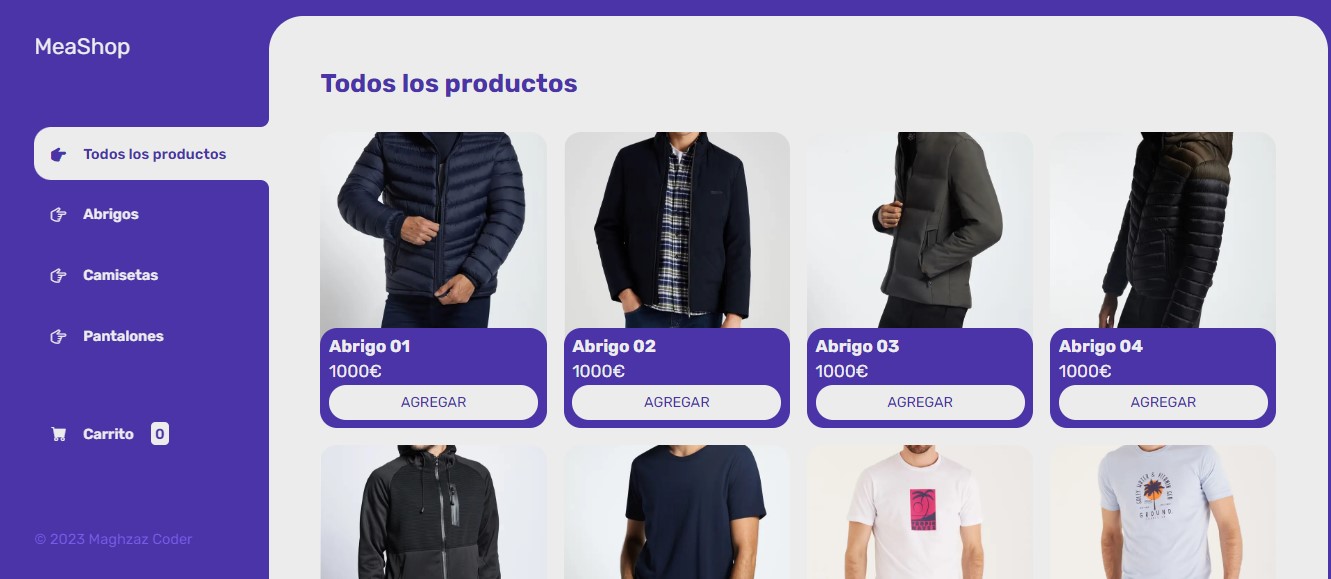 MeaShop
Todos los productos
Abrigos
Camisetas
Pantalones
Carrito 0
© 2023 Maghzaz Coder
Todos los productos
Abrigo 01
1000€
AGREGAR
Abrigo 02
1000€
AGREGAR
Abrigo 03
1000€
AGREGAR
Abrigo 04
1000€
AGREGAR
GROUND